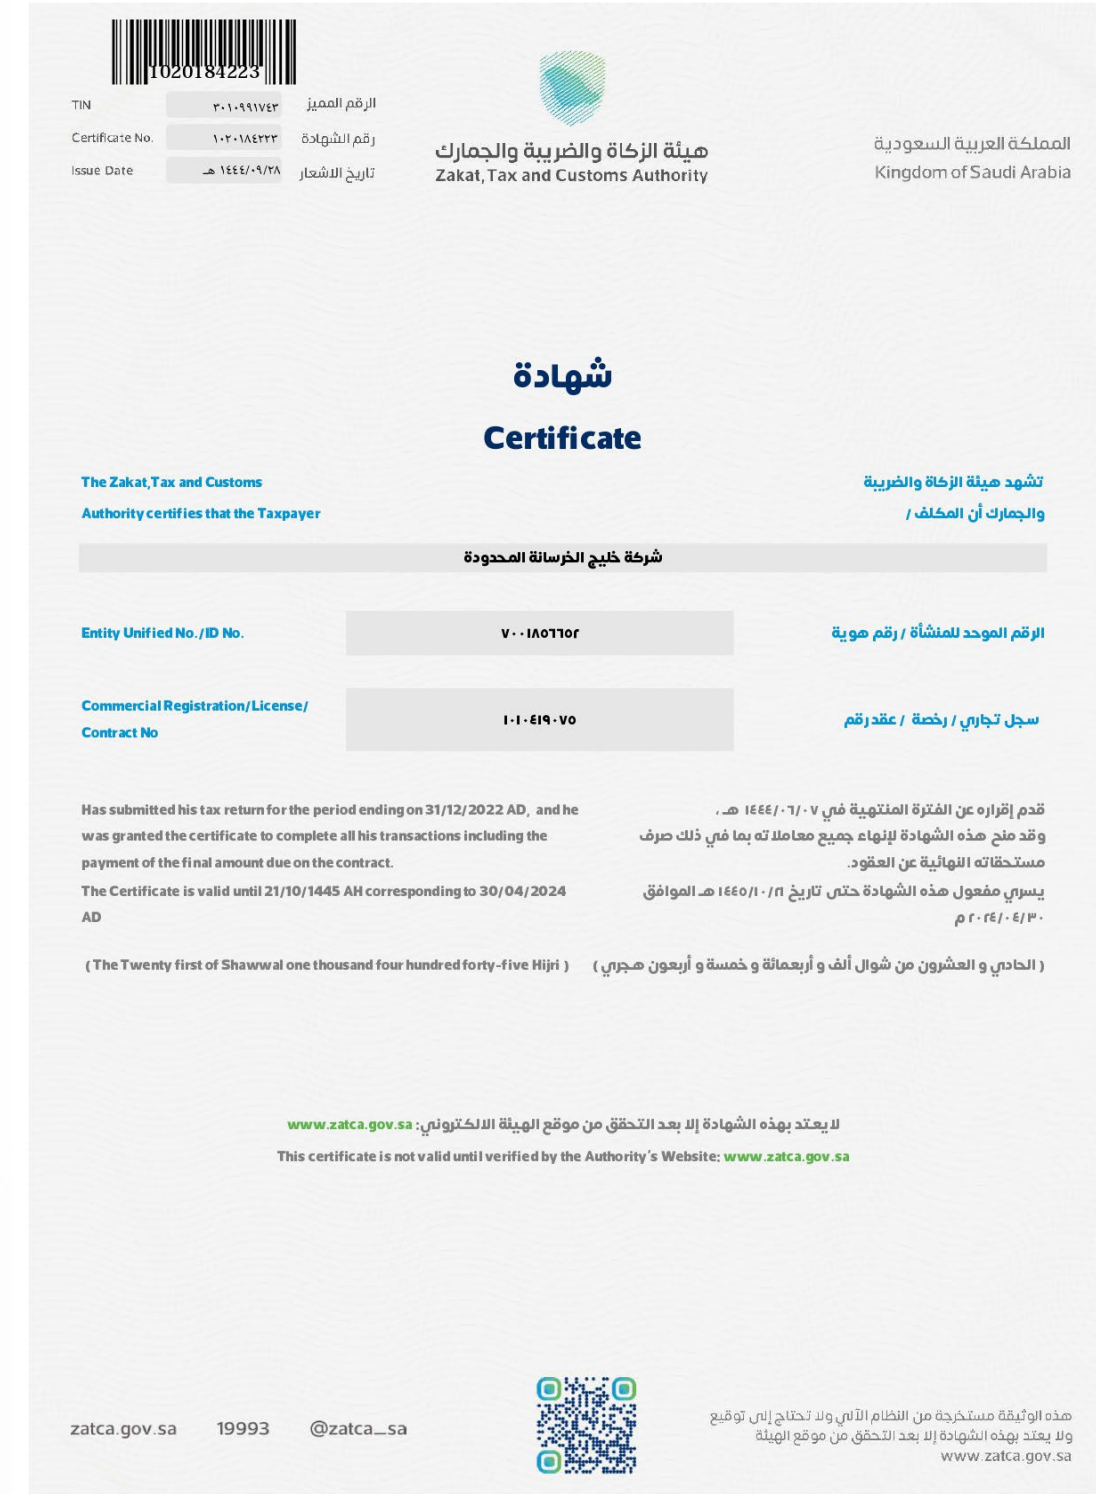 1020184223
TIN ٣٠١٠٩٩١٧٤٣ الرقم المميز
Certificate No. ١٠٢٠١٨٤٢٢٣ رقم الشهادة
Issue Date ١٤٤٤/٠٩/٢٨ هـ تاريخ الاشعار
هيئة الزكاة والضريبة والجمارك
Zakat, Tax and Customs Authority
المملكة العربية السعودية
Kingdom of Saudi Arabia
شهادة
Certificate
The Zakat,Tax and Customs
Authority certifies that the Taxpayer
تشهد هيئة الزكاة والضريبة
والجمارك أن المكلف /
شركة خليج الخرسانة المحدودة
Entity Unified No./ID No. ٧٠٠١٨٥٦٦٥٢ الرقم الموحد للمنشأة / رقم هوية
Commercial Registration/License/
Contract No
١٠١٠٤١٩٠٧٥ سجل تجاري / رخصة / عقد رقم
Has submitted his tax return for the period ending on 31/12/2022 AD, and he
was granted the certificate to complete all his transactions including the
payment of the final amount due on the contract.
The Certificate is valid until 21/10/1445 AH corresponding to 30/04/2024
AD
قدم إقراره عن الفترة المنتهية في ١٤٤٤/٠٦/٠٧ هـ ،
وقد منح هذه الشهادة لإنهاء جميع معاملاته بما في ذلك صرف
مستحقاته النهائية عن العقود.
يسري مفعول هذه الشهادة حتى تاريخ ١٤٤٥/١٠/٢١ هـ الموافق
٢٠٢٤/٠٤/٣٠ م
( The Twenty first of Shawwal one thousand four hundred forty-five Hijri )
( الحادي و العشرون من شوال ألف و أربعمائة و خمسة و أربعون هجري )
لا يعتد بهذه الشهادة إلا بعد التحقق من موقع الهيئة الالكتروني: www.zatca.gov.sa
This certificate is not valid until verified by the Authority's Website: www.zatca.gov.sa
zatca.gov.sa 19993 @zatca_sa
هذه الوثيقة مستخرجة من النظام الآلي ولا تحتاج إلى توقيع
ولا يعتد بهذه الشهادة إلا بعد التحقق من موقع الهيئة
www.zatca.gov.sa